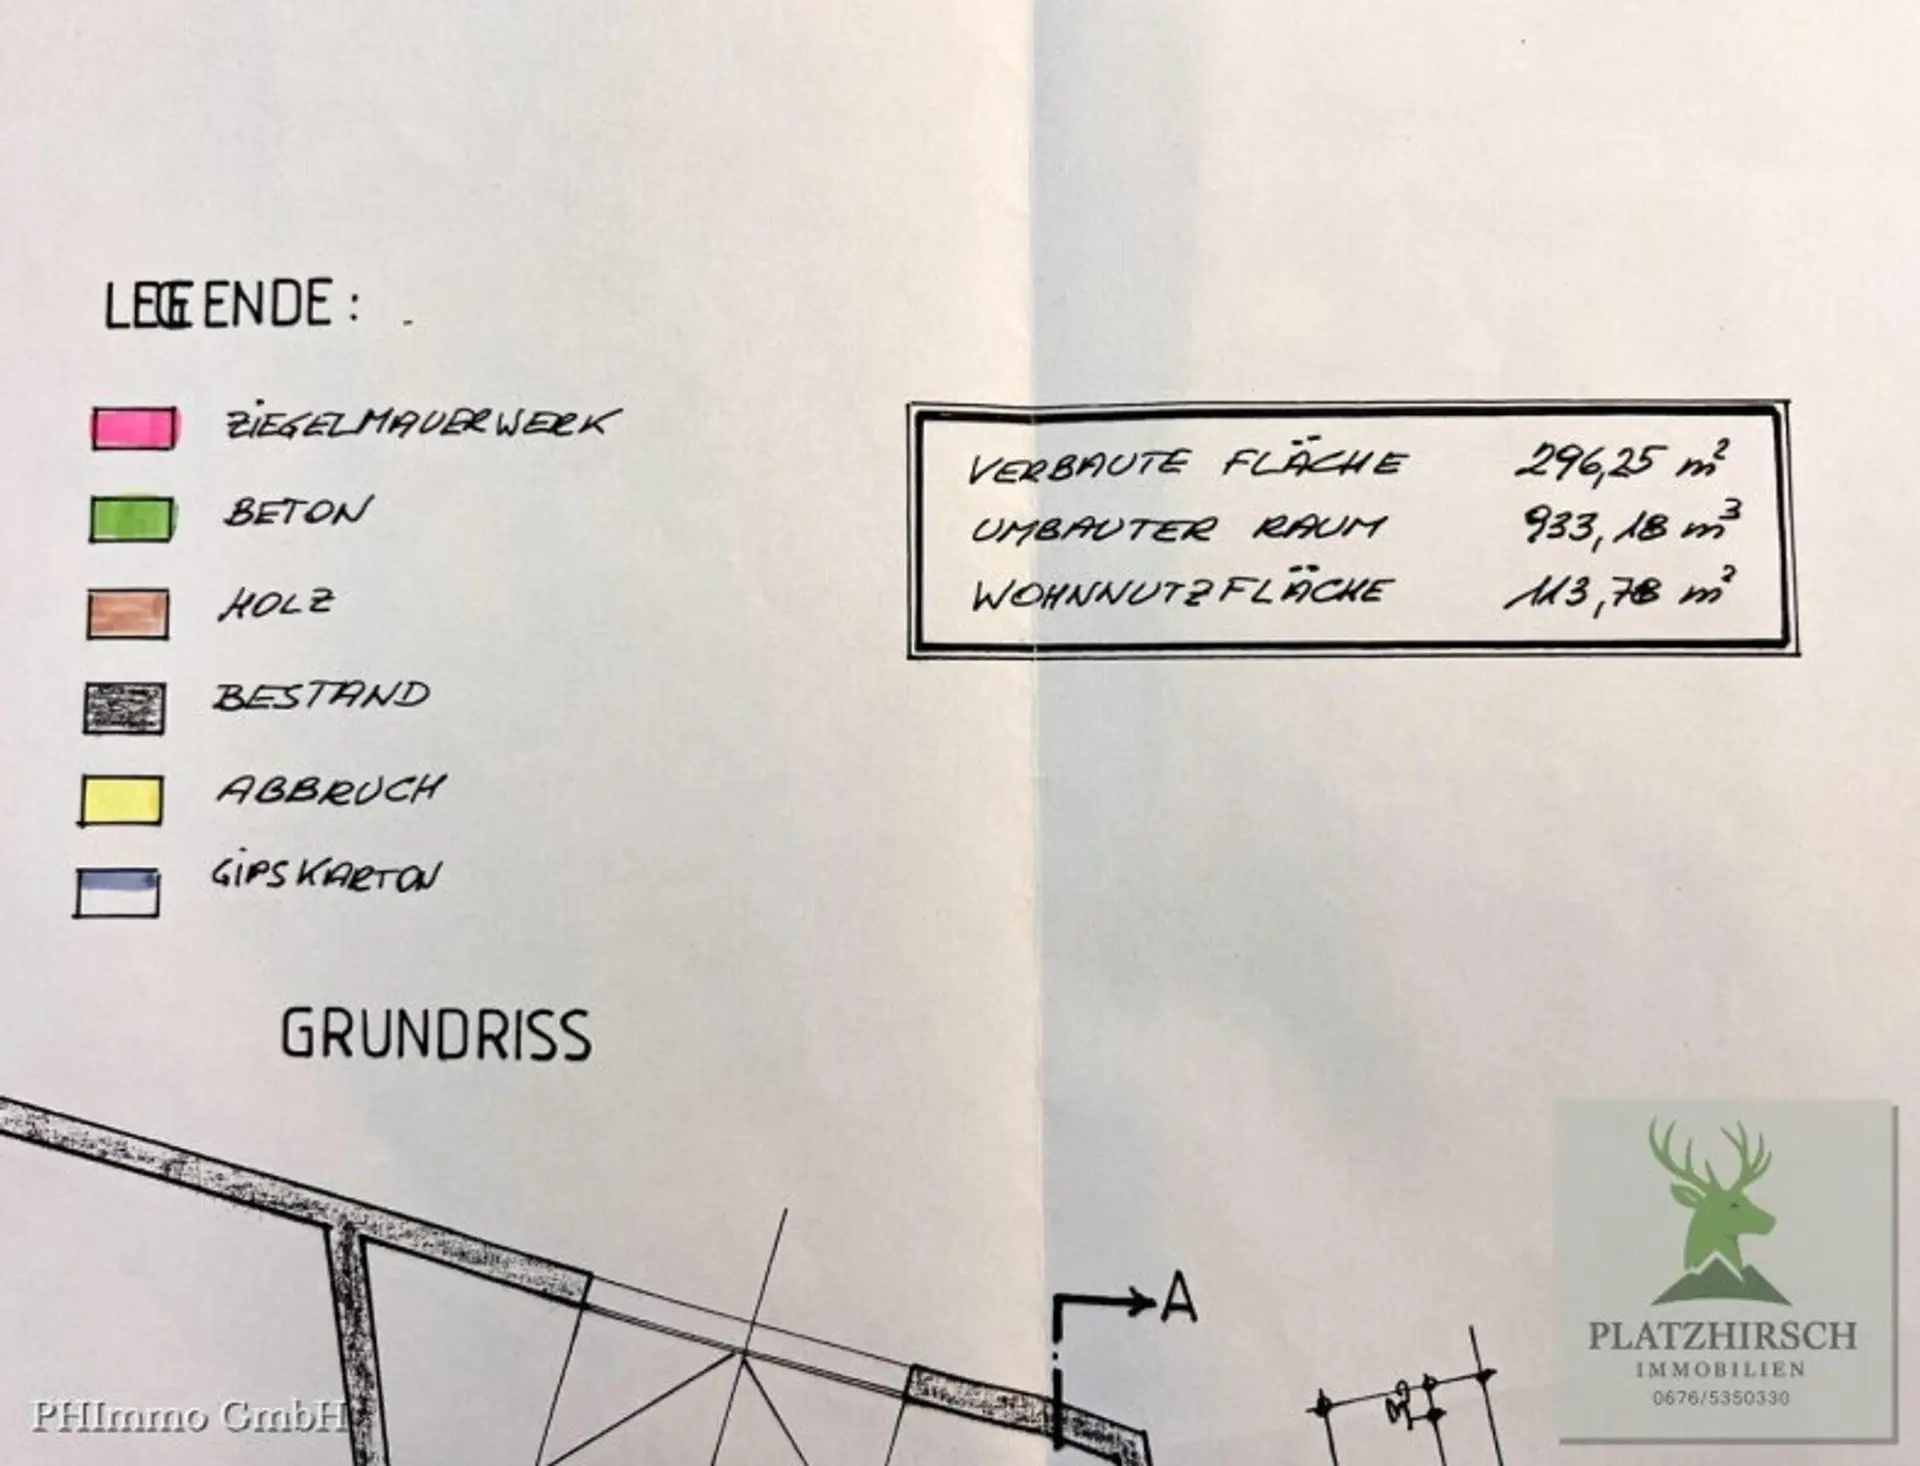 LEGENDE:
ZIEGELMAUERWERK
BETON
HOLZ
BESTAND
ABBRUCH
GIPSKARTON
VERBAUTE FLÄCHE 296,25 m²
UMBAUTER RAUM 933,18 m³
WOHNNUTZFLÄCHE 113,78 m²
GRUNDRISS
A
PLATZHIRSCH
IMMOBILIEN
0676/5350330
PHImmo GmbH